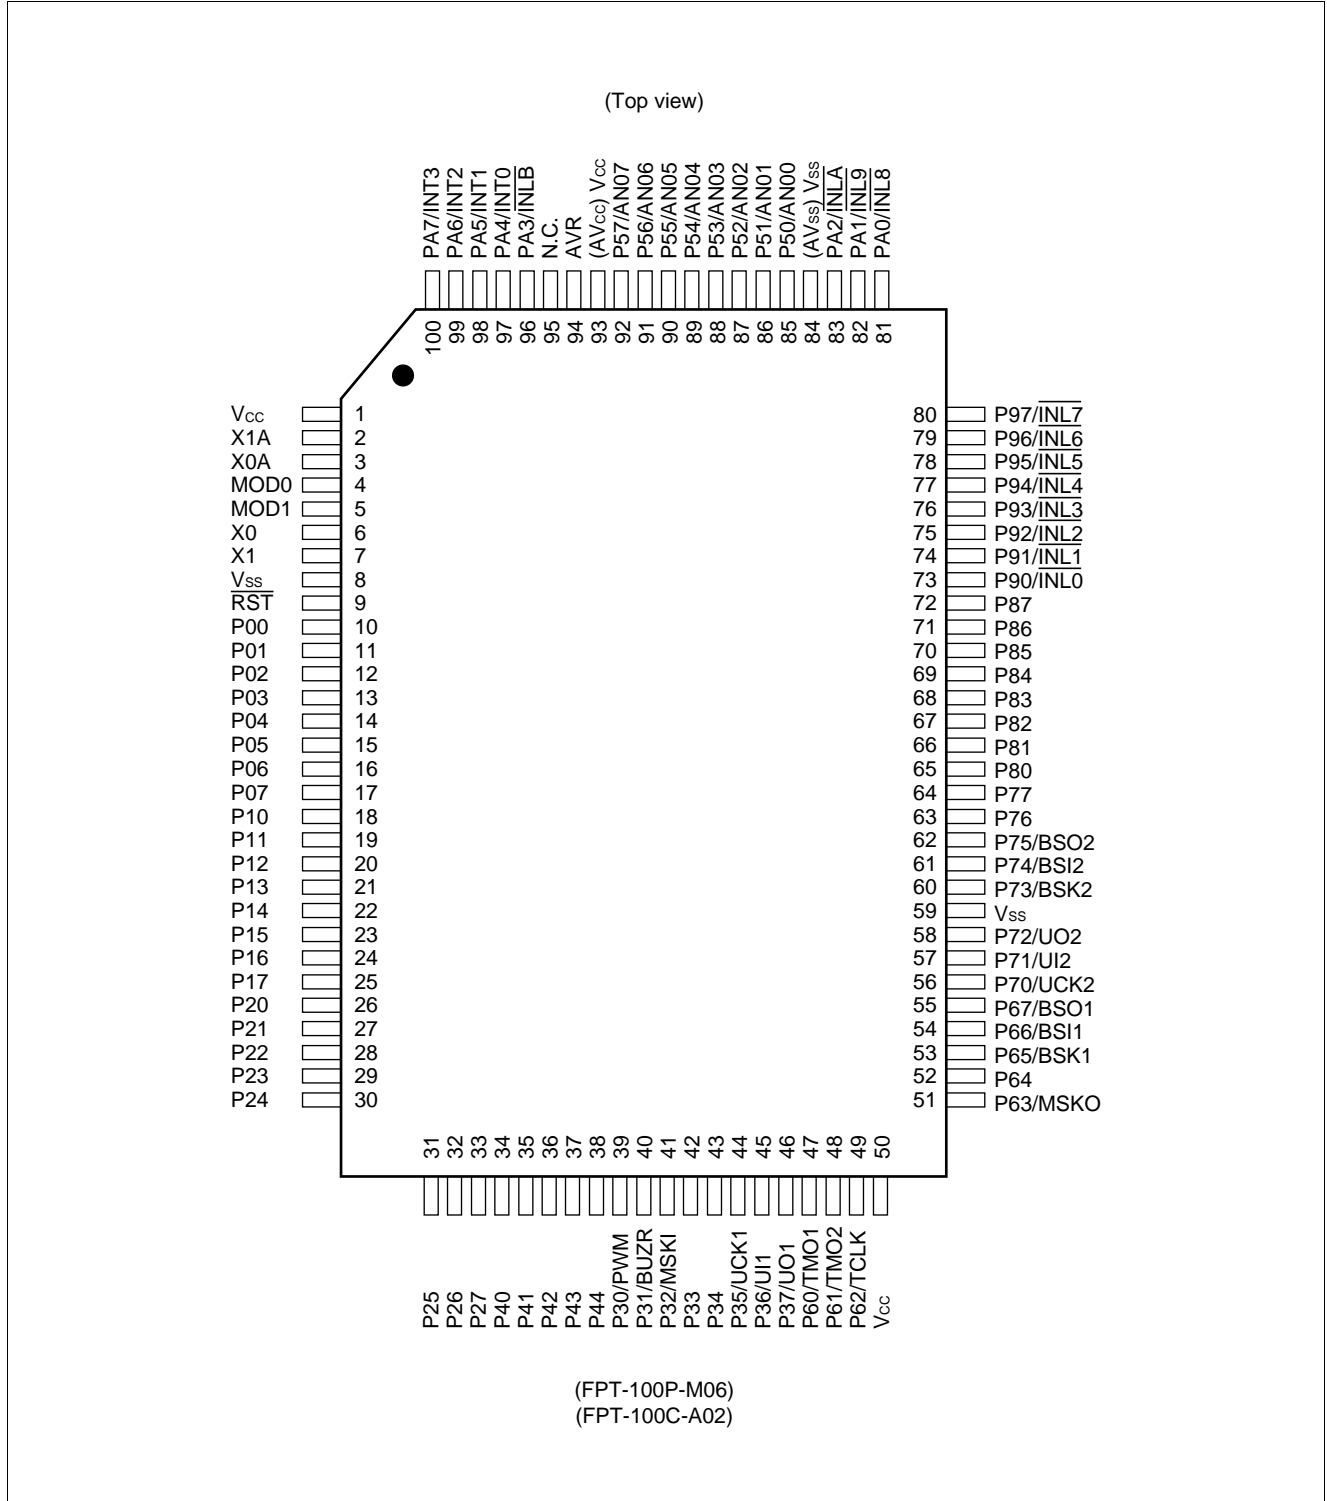 (Top view)
PA7/INT3
PA6/INT2
PA5/INT1
PA4/INT0
PA3/INLB
N.C.
AVR
(AVcc) Vcc
P57/AN07
P56/AN06
P55/AN05
P54/AN04
P53/AN03
P52/AN02
P51/AN01
P50/AN00
(AVss) Vss
PA2/INLA
PA1/INL9
PA0/INL8
100
99
98
97
96
95
94
93
92
91
90
89
88
87
86
85
84
83
82
81
Vcc 1
X1A 2
X0A 3
MOD0 4
MOD1 5
X0 6
X1 7
Vss 8
RST 9
P00 10
P01 11
P02 12
P03 13
P04 14
P05 15
P06 16
P07 17
P10 18
P11 19
P12 20
P13 21
P14 22
P15 23
P16 24
P17 25
P20 26
P21 27
P22 28
P23 29
P24 30
80 P97/INL7
79 P96/INL6
78 P95/INL5
77 P94/INL4
76 P93/INL3
75 P92/INL2
74 P91/INL1
73 P90/INL0
72 P87
71 P86
70 P85
69 P84
68 P83
67 P82
66 P81
65 P80
64 P77
63 P76
62 P75/BSO2
61 P74/BSI2
60 P73/BSK2
59 Vss
58 P72/UO2
57 P71/UI2
56 P70/UCK2
55 P67/BSO1
54 P66/BSI1
53 P65/BSK1
52 P64
51 P63/MSKO
31
32
33
34
35
36
37
38
39
40
41
42
43
44
45
46
47
48
49
50
P25
P26
P27
P40
P41
P42
P43
P44
P30/PWM
P31/BUZR
P32/MSKI
P33
P34
P35/UCK1
P36/UI1
P37/UO1
P60/TMO1
P61/TMO2
P62/TCLK
Vcc
(FPT-100P-M06)
(FPT-100C-A02)